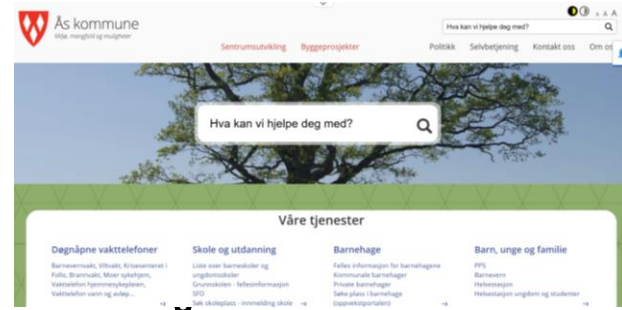 Ås kommune
Miljø, mangfold og muligheter
A A A
Hva kan vi hjelpe deg med?
Sentrumsutvikling Byggeprosjekter Politikk Selvbetjening Kontakt oss Om os
Hva kan vi hjelpe deg med?
Våre tjenester
Døgnåpne vakttelefoner
Barnevernvakt, Viltvakt, Krisesenteret i
Follo, Brannvakt, Moer sykehjem,
Vakttelefon hjemmesykepleien,
Vakttelefon vann og avløp...
Skole og utdanning
Liste over barneskoler og
ungdomsskoler
Grunnskolen - fellesinformasjon
SFO
Søk skoleplass - innmelding skole
Barnehage
Felles informasjon for barnehagene
Kommunale barnehager
Private barnehager
Søke plass i barnehage
(oppvekstportalen)
Barn, unge og familie
PPS
Barnevern
Helsestasjon
Helsestasjon ungdom og studenter